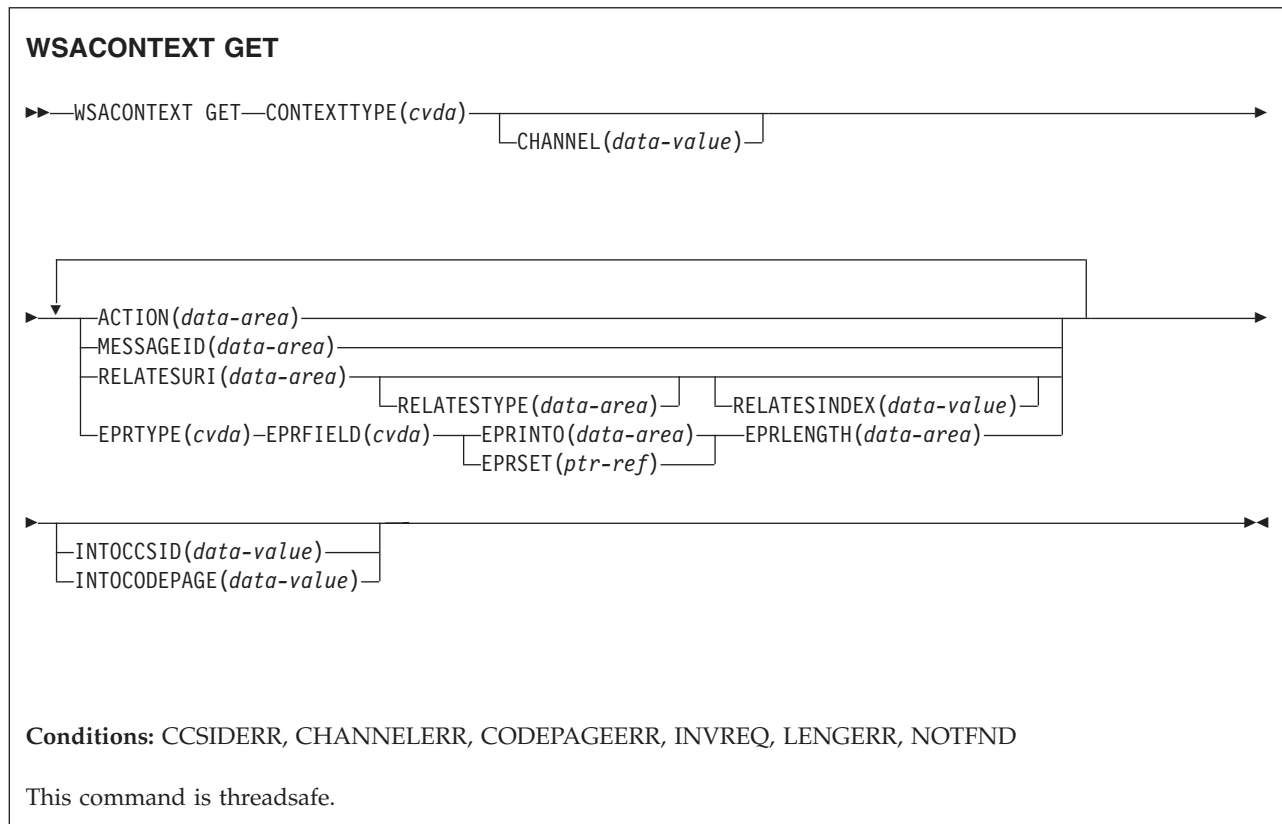 WSACONTEXT GET
WSACONTEXT GET CONTEXTTYPE(cvda)
CHANNEL(data-value)
ACTION(data-area)
MESSAGEID(data-area)
RELATESURI(data-area)
RELATESTYPE(data-area) RELATESINDEX(data-value)
EPRTYPE(cvda) EPRFIELD(cvda) EPRINTO(data-area) EPRLENGTH(data-area)
EPRSET(ptr-ref)
INTOCCSID(data-value)
INTOCODEPAGE(data-value)
Conditions: CCSIDERR, CHANNELERR, CODEPAGEERR, INVREQ, LENGERR, NOTFND
This command is threadsafe.